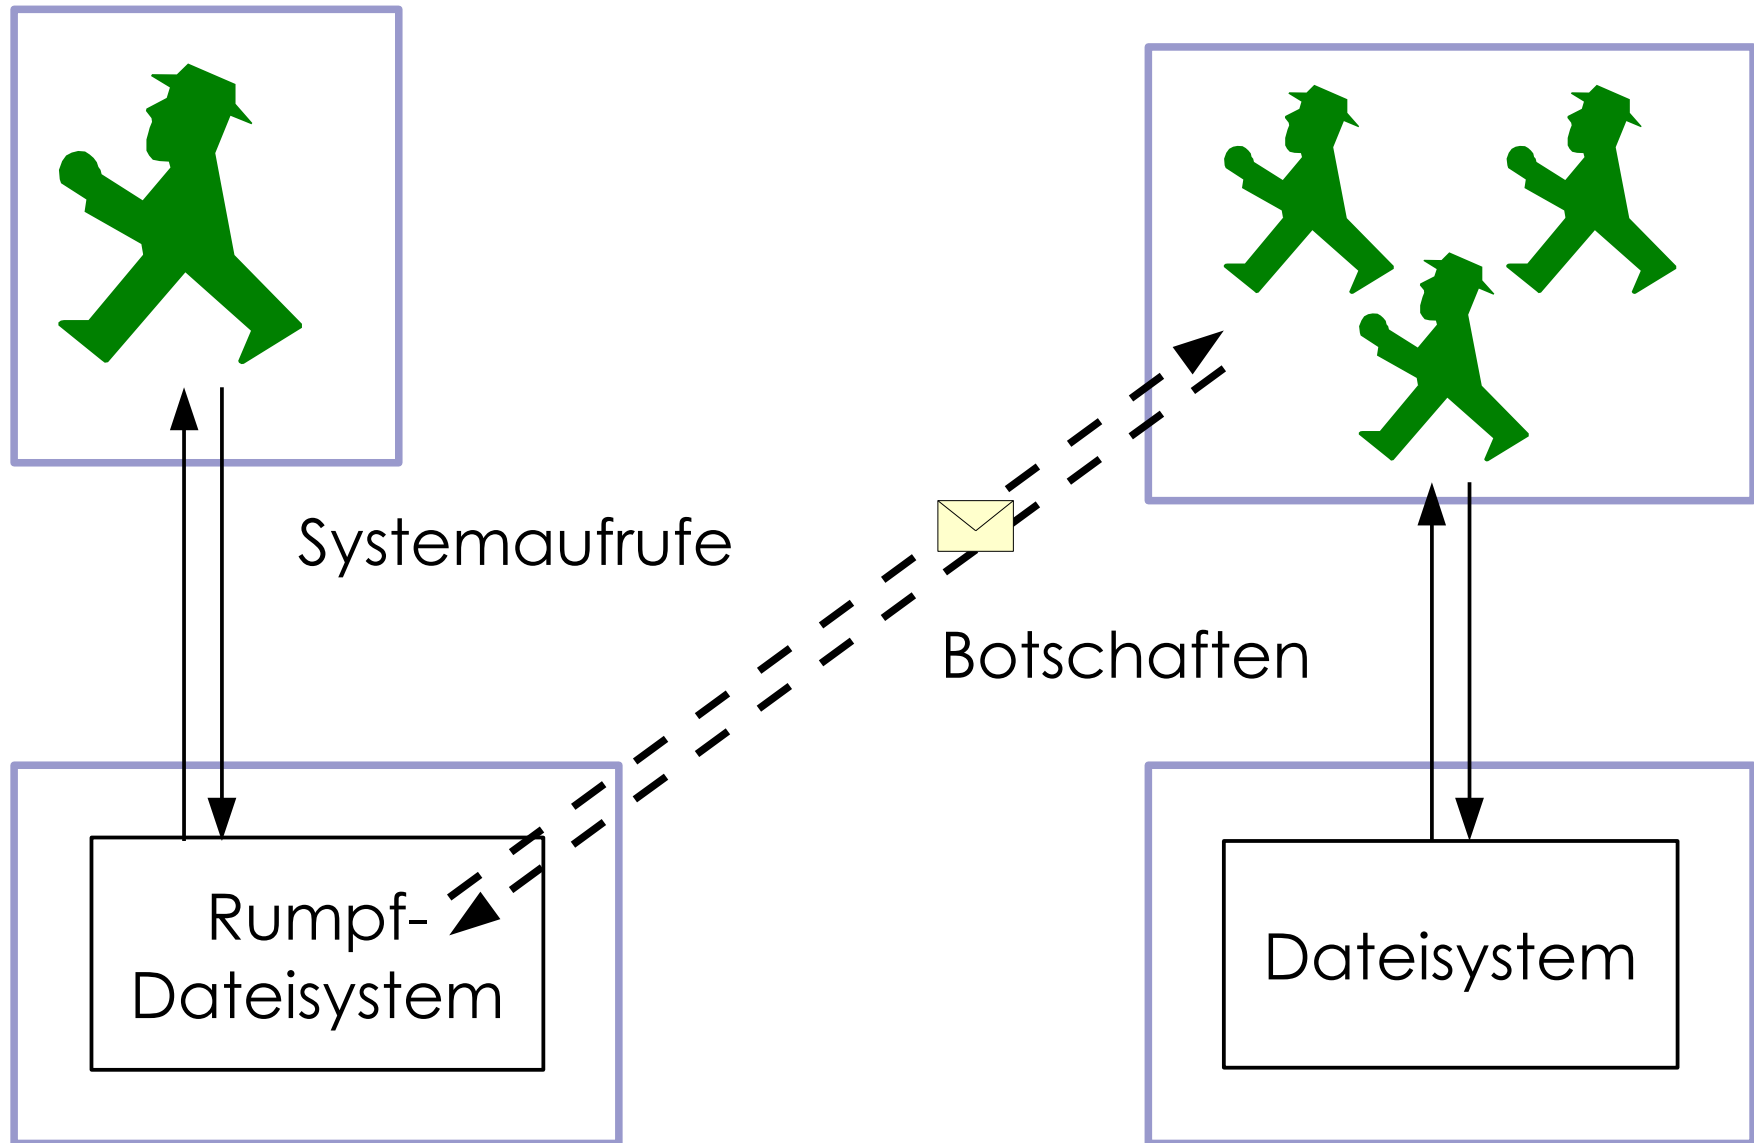 Systemaufrufe
Botschaften
Rumpf-
Dateisystem
Dateisystem